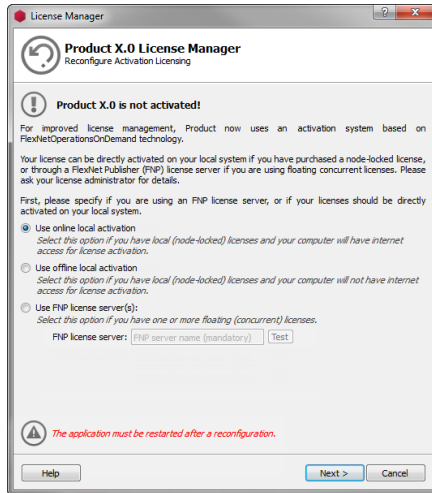 License Manager
Product X.0 License Manager
Reconfigure Activation Licensing
Product X.0 is not activated!
For improved license management, Product now uses an activation system based on
FlexNetOperationsOnDemand technology.
Your license can be directly activated on your local system if you have purchased a node-locked license,
or through a FlexNet Publisher (FNP) license server if you are using floating concurrent licenses. Please
ask your license administrator for details.
First, please specify if you are using an FNP license server, or if your licenses should be directly
activated on your local system.
Use online local activation
Select this option if you have local (node-locked) licenses and your computer will have internet
access for license activation.
Use offline local activation
Select this option if you have local (node-locked) licenses and your computer will not have internet
access for license activation.
Use FNP license server(s):
Select this option if you have one or more floating (concurrent) licenses.
FNP license server: FNP server name (mandatory) Test
The application must be restarted after a reconfiguration.
Help Next > Cancel